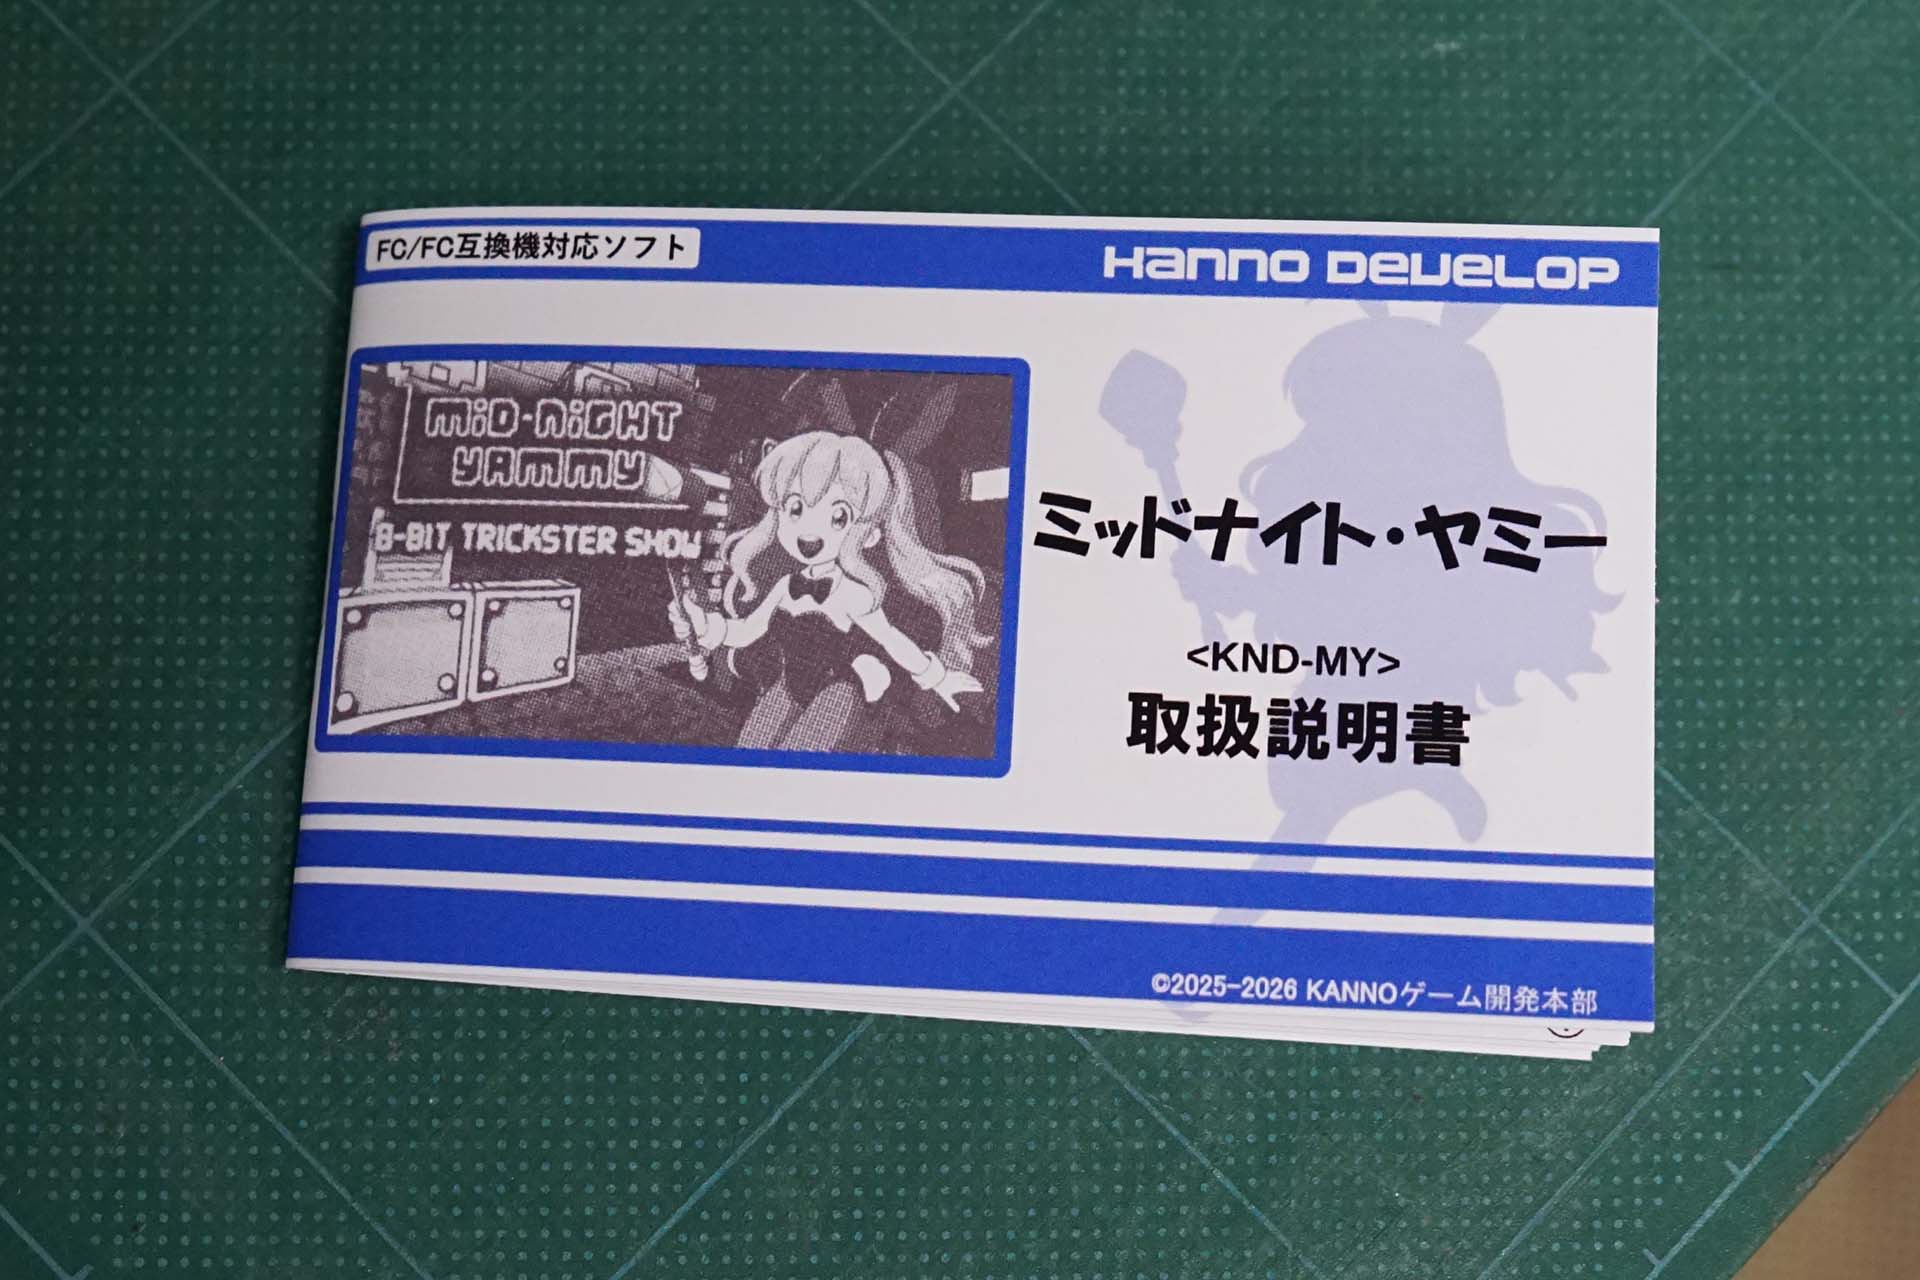 FC/FC互換機対応ソフト
KANNO DEVELOP
MiD-NiGHT
YAMMY
8-BIT TRICKSTER SHOW
ミッドナイト・ヤミー
<KND-MY>
取扱説明書
©2025-2026 KANNOゲーム開発本部